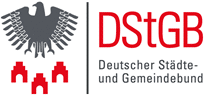 DStGB
Deutscher Städte-
und Gemeindebund